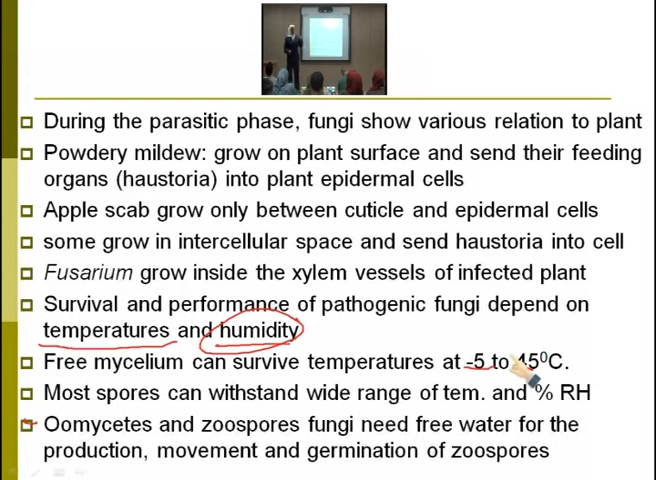 During the parasitic phase, fungi show various relation to plant
Powdery mildew: grow on plant surface and send their feeding
organs (haustoria) into plant epidermal cells
Apple scab grow only between cuticle and epidermal cells
some grow in intercellular space and send haustoria into cell
Fusarium grow inside the xylem vessels of infected plant
Survival and performance of pathogenic fungi depend on
temperatures and humidity
Free mycelium can survive temperatures at -5 to 45⁰C.
Most spores can withstand wide range of tem. and % RH
Oomycetes and zoospores fungi need free water for the
production, movement and germination of zoospores